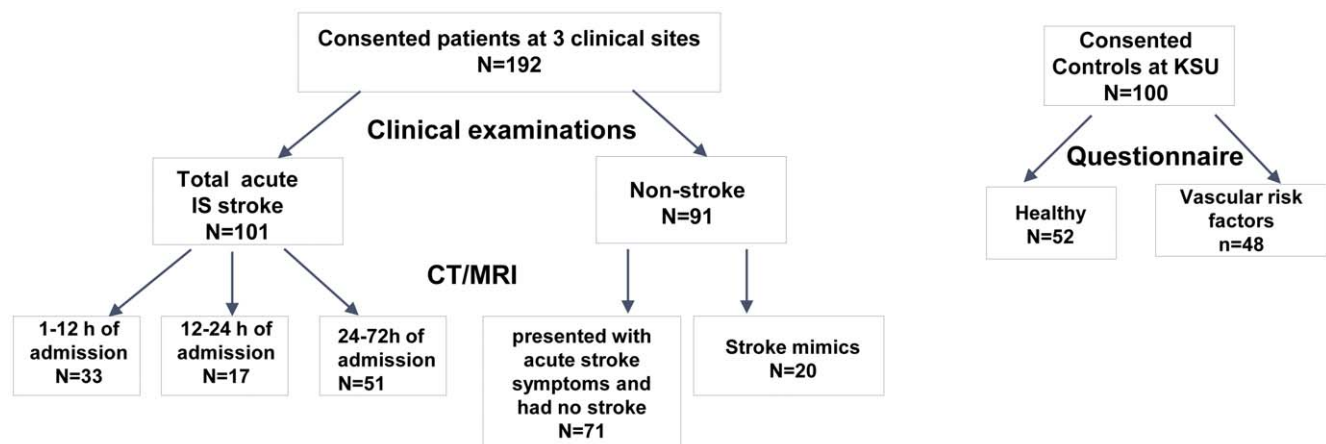 Consented patients at 3 clinical sites
N=192
Clinical examinations
Total acute
IS stroke
N=101
Non-stroke
N=91
CT/MRI
1-12 h of
admission
N=33
12-24 h of
admission
N=17
24-72h of
admission
N=51
presented with
acute stroke
symptoms and
had no stroke
N=71
Stroke mimics
N=20
Consented
Controls at KSU
N=100
Questionnaire
Healthy
N=52
Vascular risk
factors
n=48